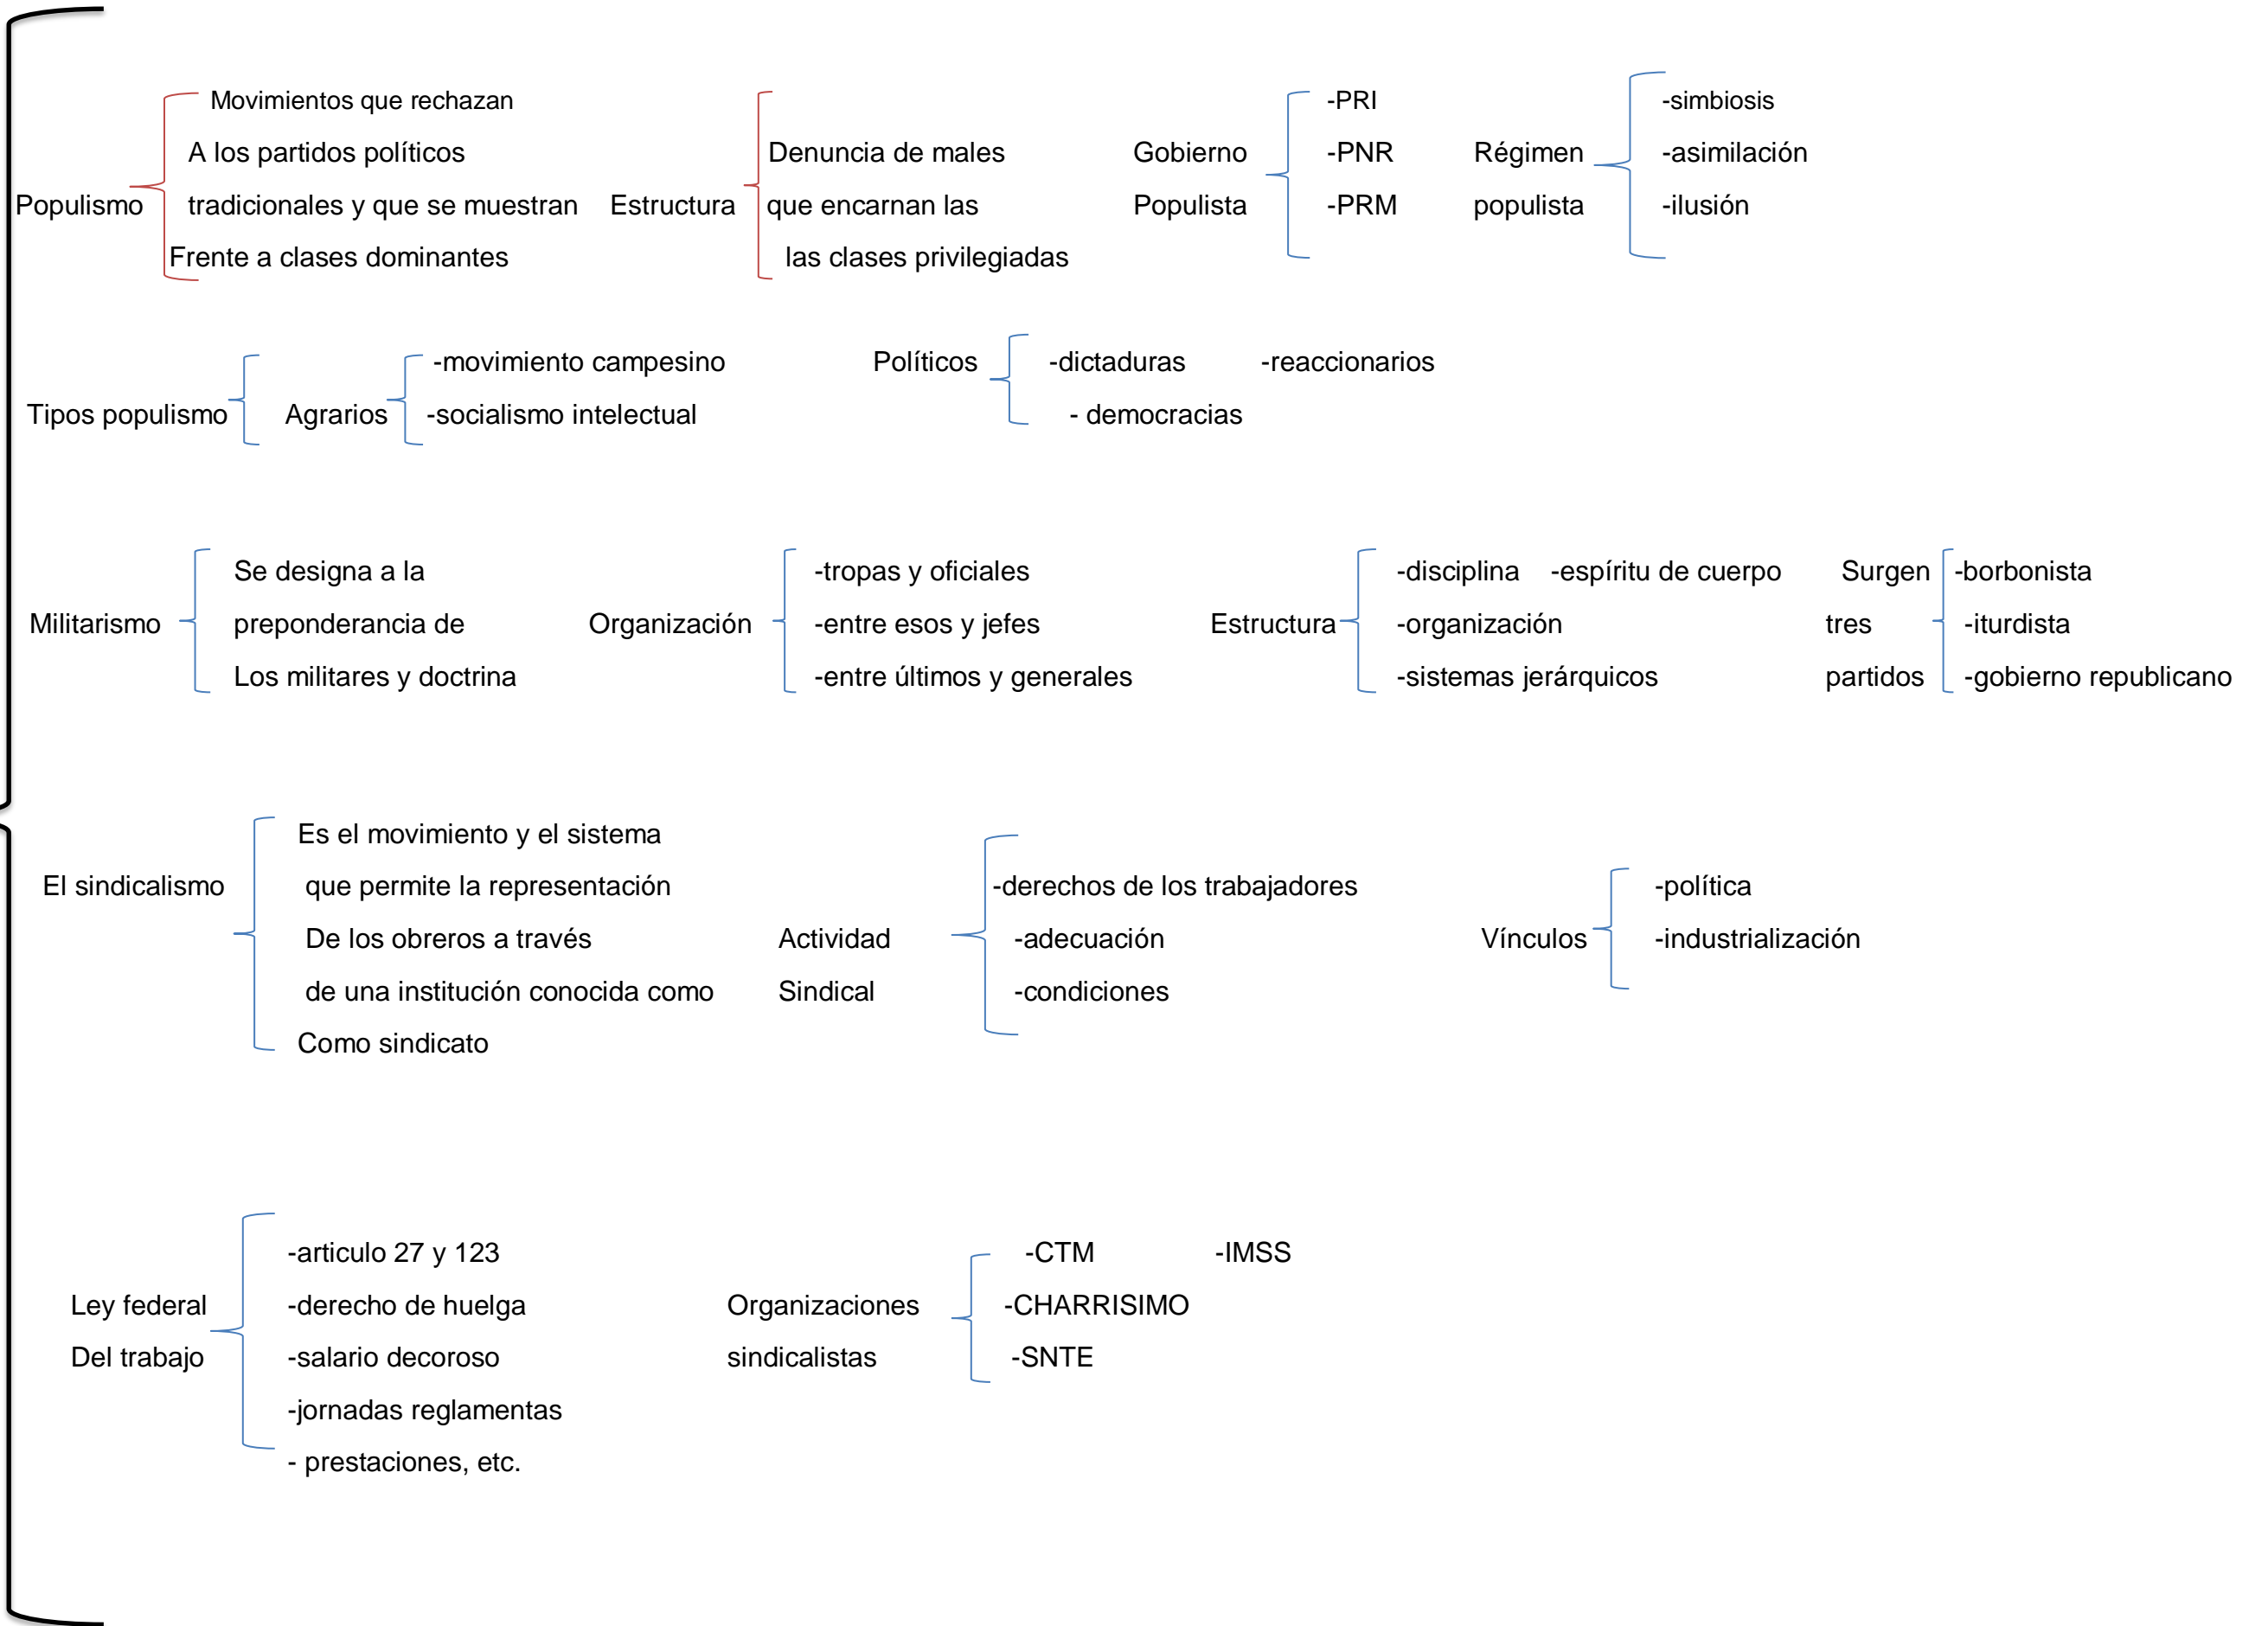 Movimientos que rechazan -PRI -simbiosis
A los partidos políticos Denuncia de males Gobierno -PNR Régimen -asimilación
Populismo tradicionales y que se muestran Estructura que encarnan las Populista -PRM populista -ilusión
Frente a clases dominantes las clases privilegiadas
-movimiento campesino Políticos -dictaduras -reaccionarios
Tipos populismo Agrarios -socialismo intelectual - democracias
Se designa a la -tropas y oficiales -disciplina -espíritu de cuerpo Surgen -borbonista
Militarismo preponderancia de Organización -entre esos y jefes Estructura -organización tres -iturdista
Los militares y doctrina -entre últimos y generales -sistemas jerárquicos partidos -gobierno republicano
Es el movimiento y el sistema
El sindicalismo que permite la representación -derechos de los trabajadores -política
De los obreros a través Actividad -adecuación Vínculos -industrialización
de una institución conocida como Sindical -condiciones
Como sindicato
-articulo 27 y 123 -CTM -IMSS
Ley federal -derecho de huelga Organizaciones -CHARRISIMO
Del trabajo -salario decoroso sindicalistas -SNTE
-jornadas reglamentas
- prestaciones, etc.